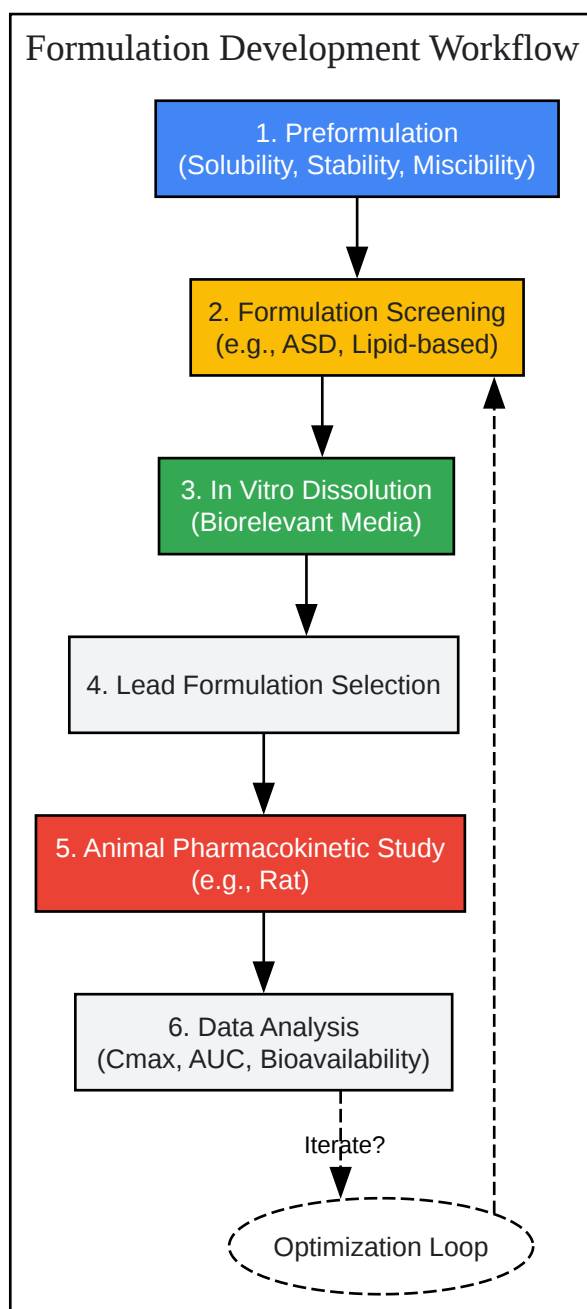 Formulation Development Workflow
1. Preformulation
(Solubility, Stability, Miscibility)
2. Formulation Screening
(e.g., ASD, Lipid-based)
3. In Vitro Dissolution
(Biorelevant Media)
4. Lead Formulation Selection
5. Animal Pharmacokinetic Study
(e.g., Rat)
6. Data Analysis
(Cmax, AUC, Bioavailability)
Iterate?
Optimization Loop